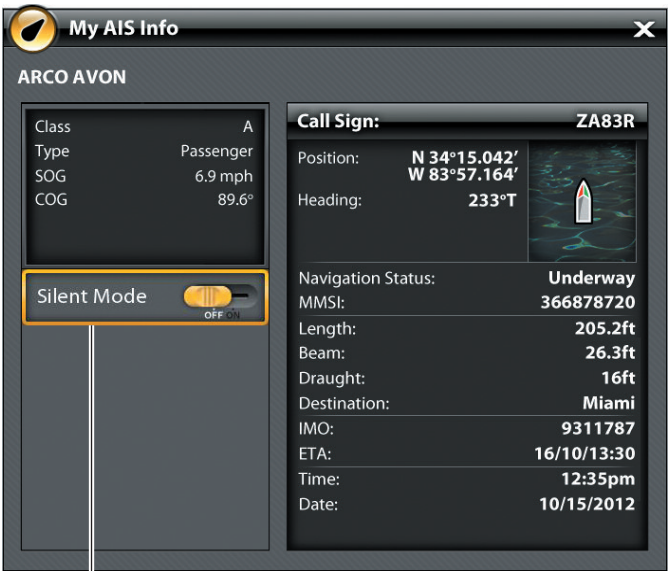 My AIS Info
X
ARCO AVON
Class A
Type Passenger
SOG 6.9 mph
COG 89.6°
Silent Mode
OFF ON
Call Sign: ZA83R
Position: N 34°15.042′
W 83°57.164′
Heading: 233°T
Navigation Status: Underway
MMSI: 366878720
Length: 205.2ft
Beam: 26.3ft
Draught: 16ft
Destination: Miami
IMO: 9311787
ETA: 16/10/13:30
Time: 12:35pm
Date: 10/15/2012